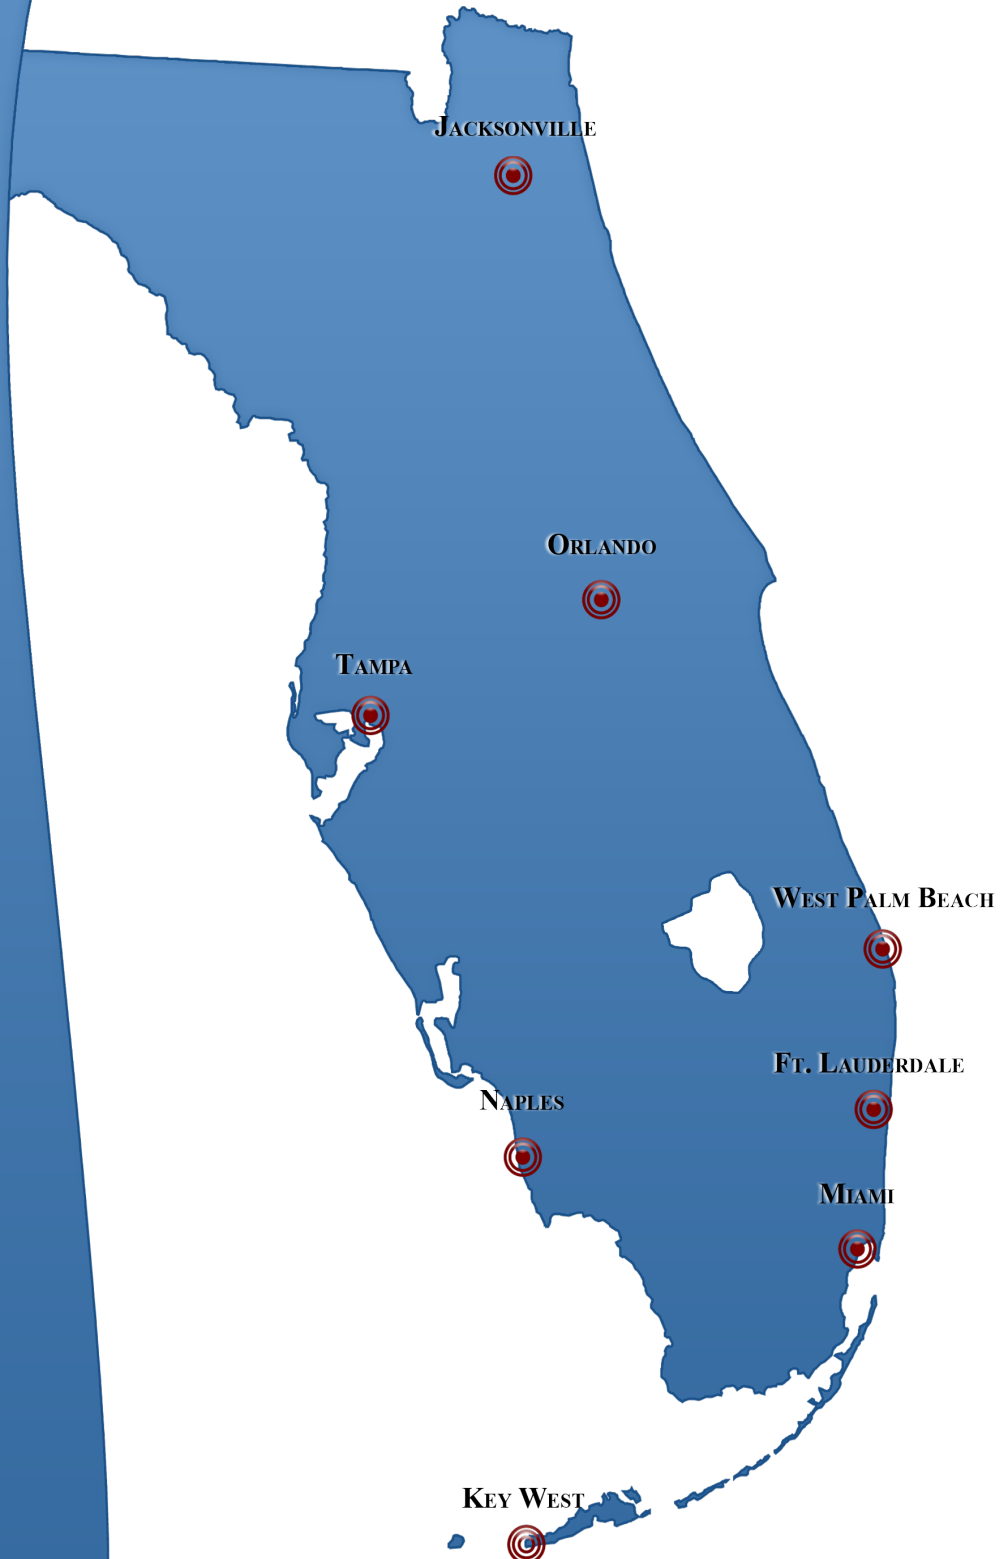 Jacksonville
Orlando
Tampa
West Palm Beach
Ft. Lauderdale
Naples
Miami
Key West